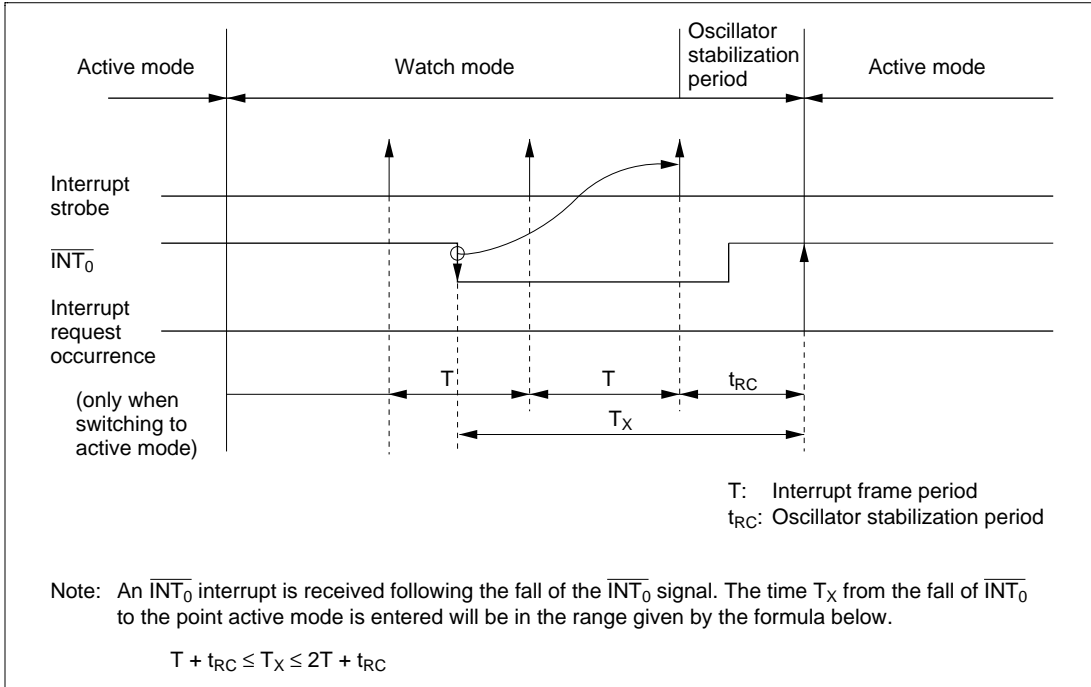 Active mode
Watch mode
Oscillator
stabilization
period
Active mode
Interrupt
strobe
INT0
Interrupt
request
occurrence
(only when
switching to
active mode)
T
T
tRC
TX
T: Interrupt frame period
tRC: Oscillator stabilization period
Note: An INT0 interrupt is received following the fall of the INT0 signal. The time TX from the fall of INT0
to the point active mode is entered will be in the range given by the formula below.
T + tRC ≤ TX ≤ 2T + tRC